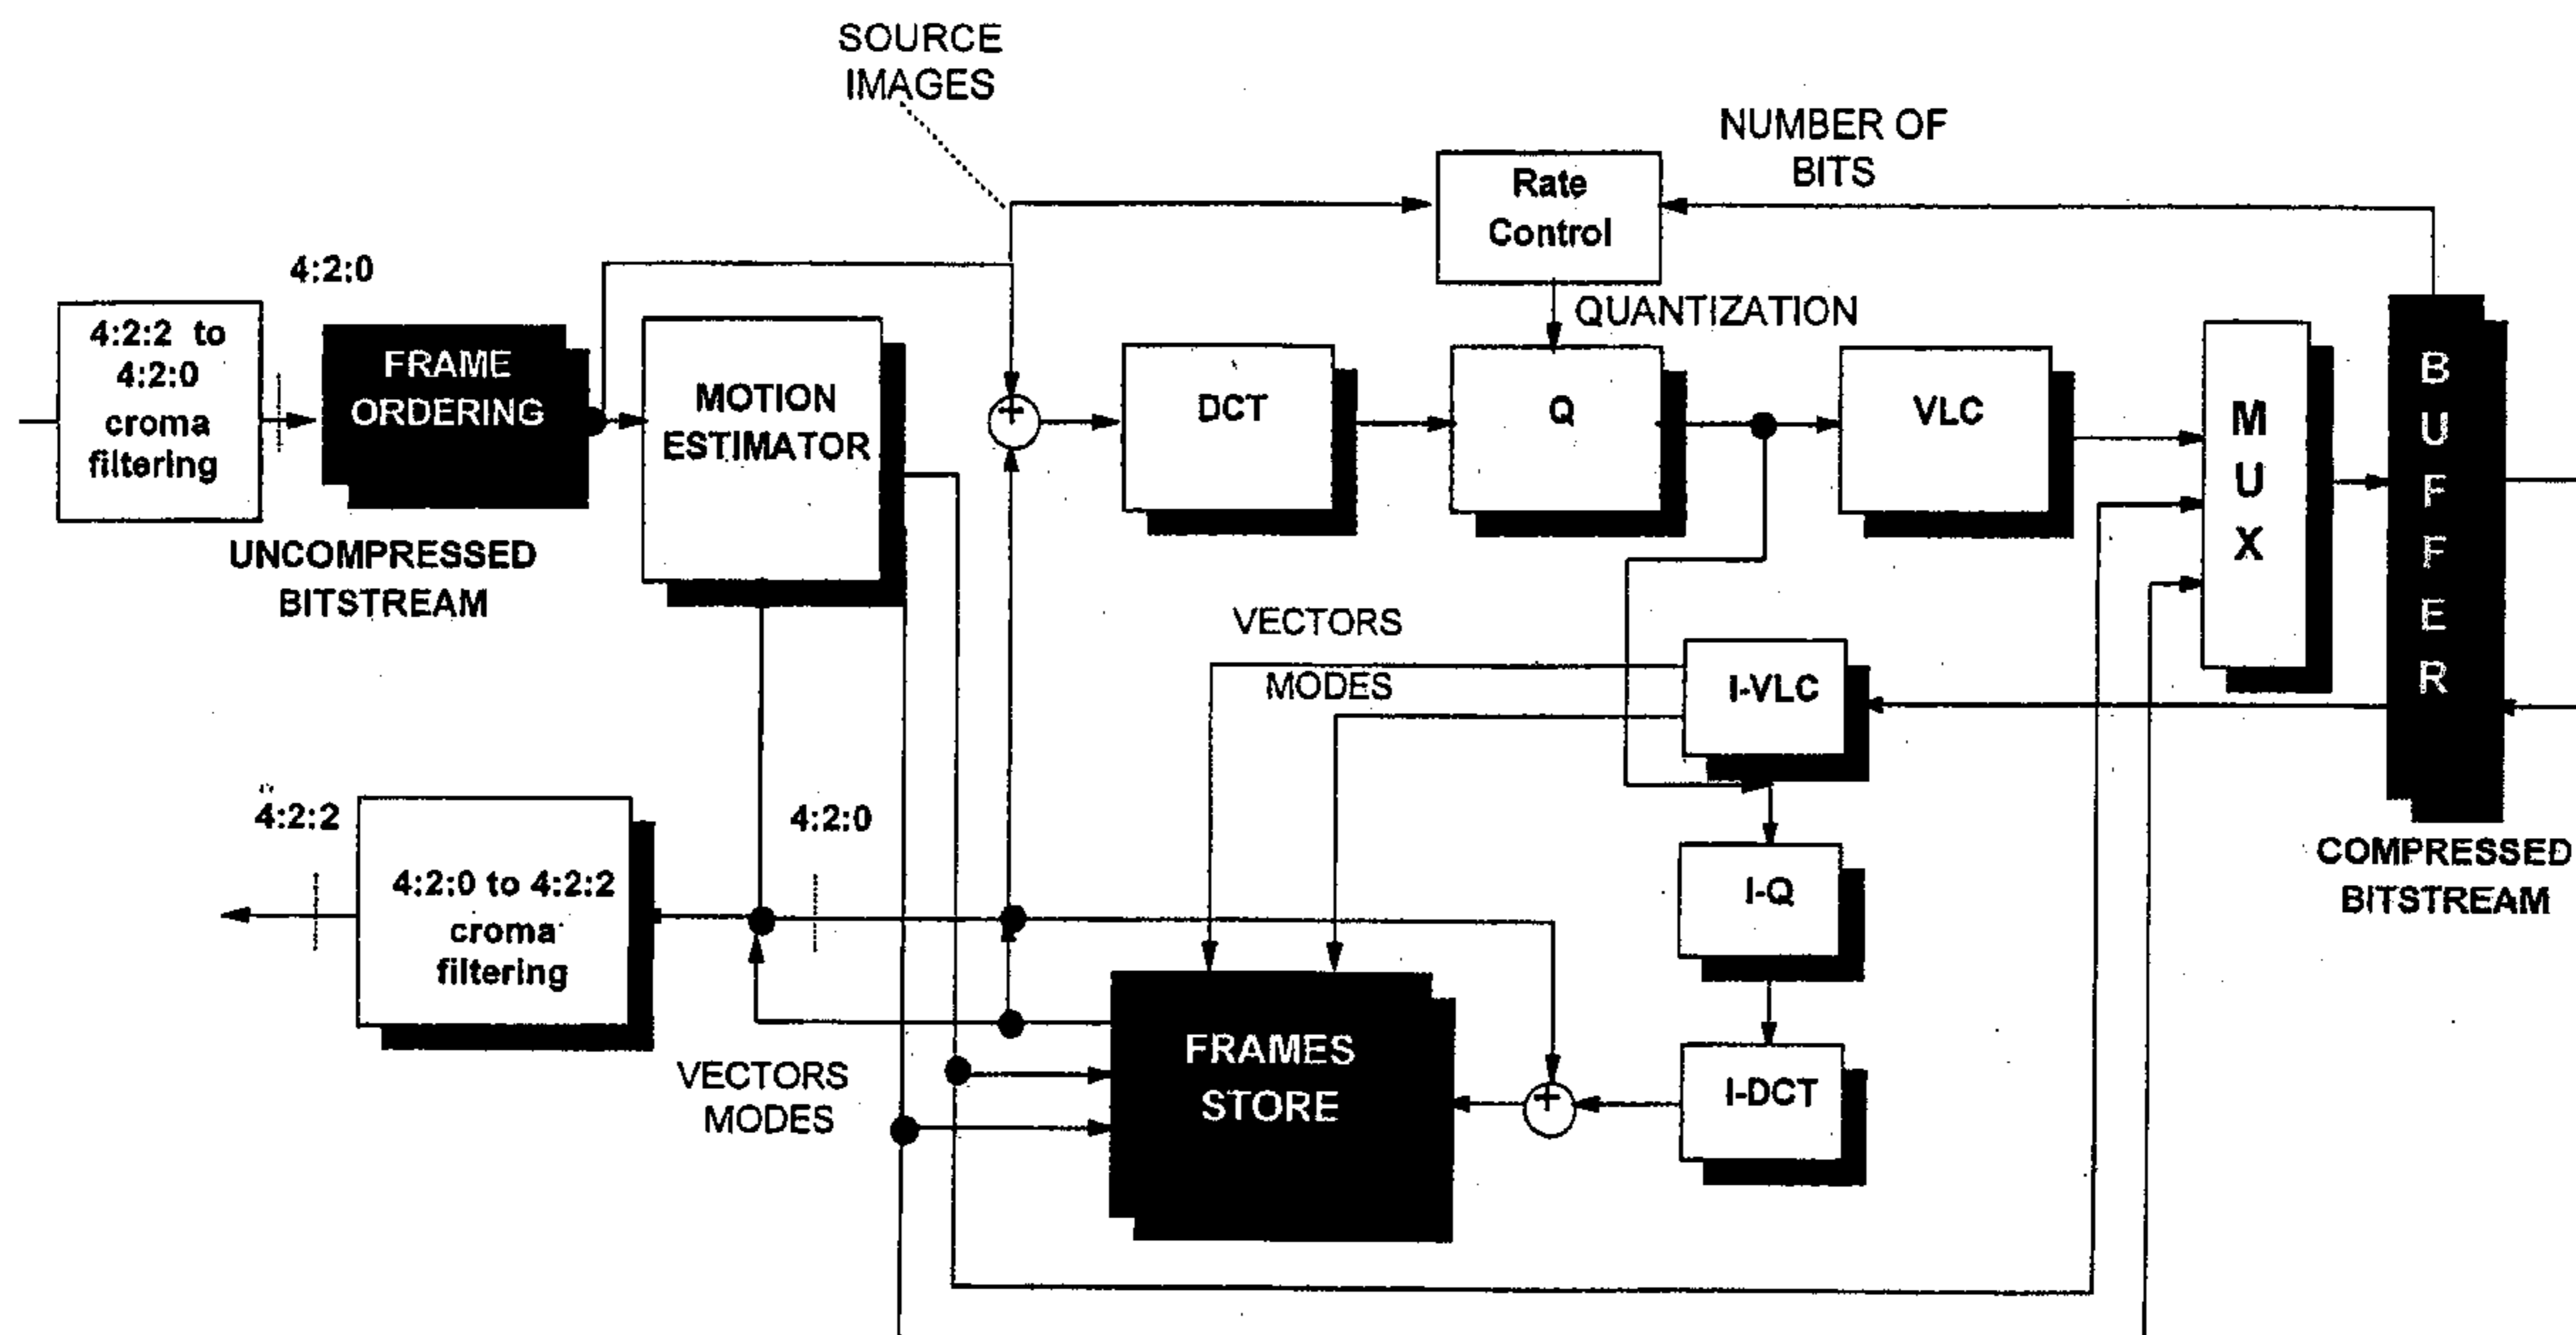 SOURCE
IMAGES
NUMBER OF
BITS
Rate
Control
4:2:0
QUANTIZATION
4:2:2 to
4:2:0
croma
filtering
FRAME
ORDERING
MOTION
ESTIMATOR
DCT
Q
VLC
M
U
X
B
U
F
F
E
R
UNCOMPRESSED
BITSTREAM
VECTORS
MODES
I-VLC
4:2:2
4:2:0
4:2:0 to 4:2:2
croma
filtering
I-Q
COMPRESSED
BITSTREAM
FRAMES
STORE
VECTORS
MODES
I-DCT
+
+